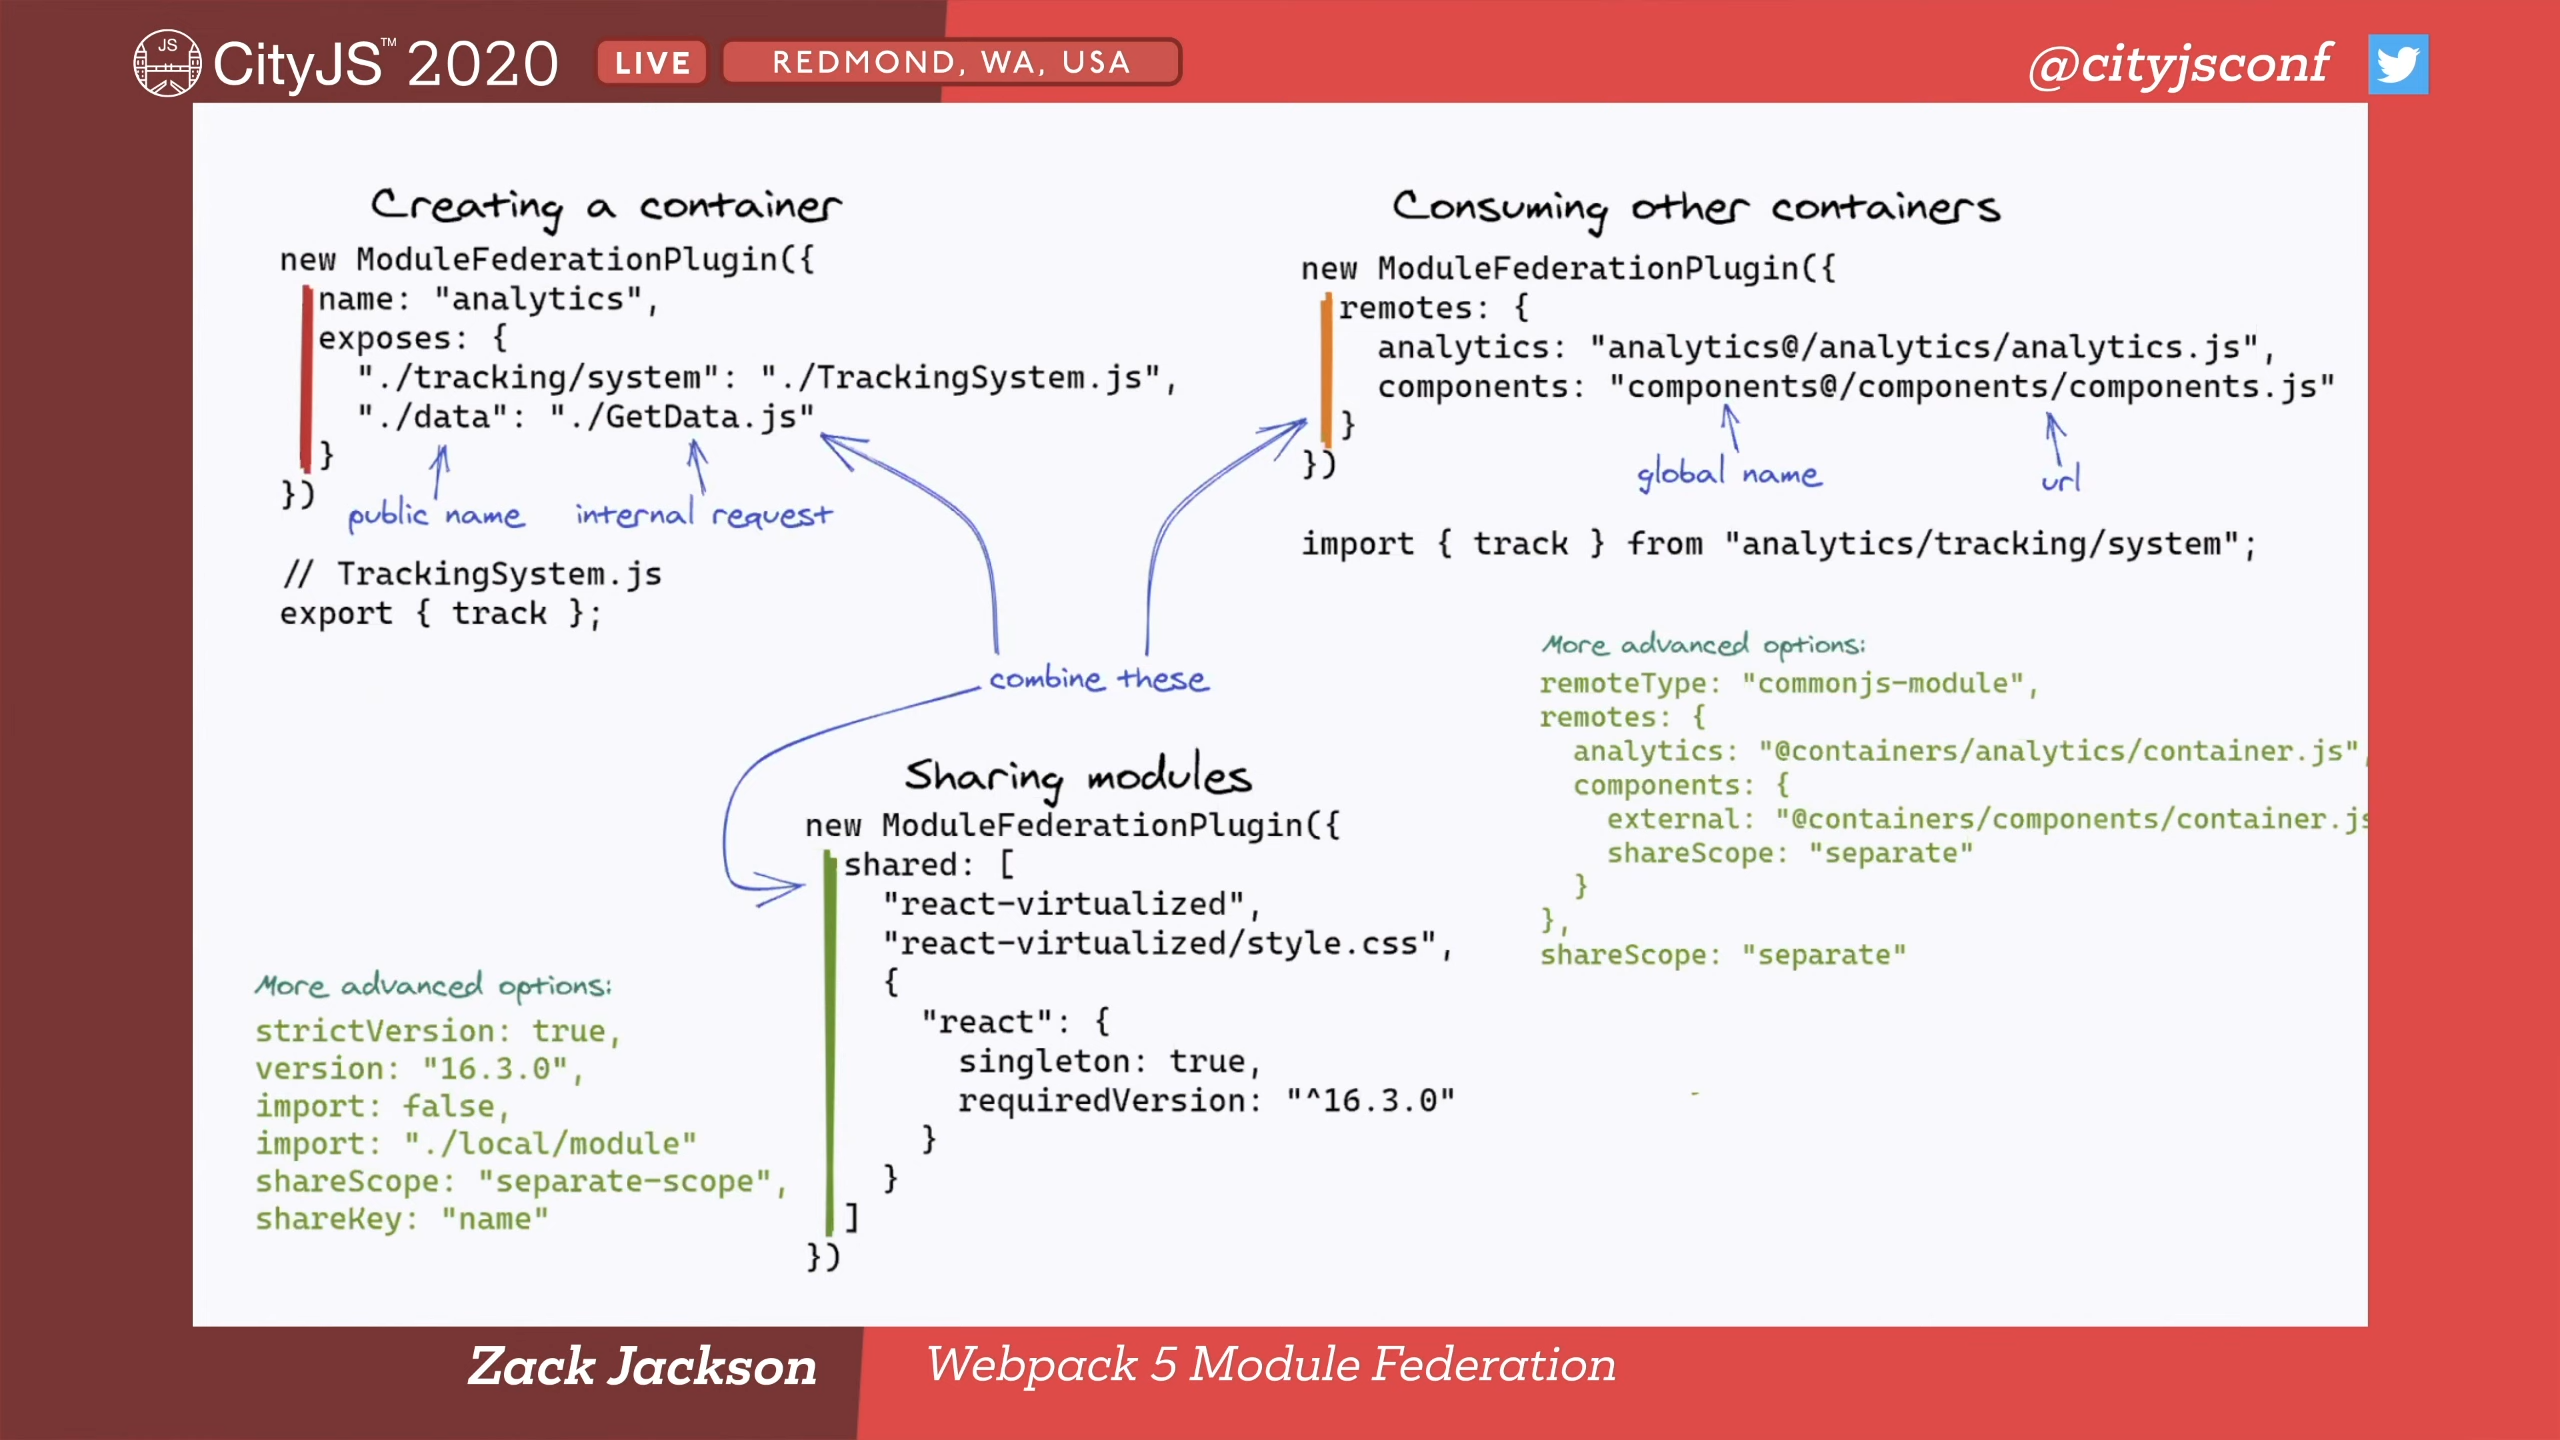 JS
CityJS™ 2020
LIVE
REDMOND, WA, USA
@cityjsconf
Creating a container
new ModuleFederationPlugin({
name: "analytics",
exposes: {
"./tracking/system": "./TrackingSystem.js",
"./data": "./GetData.js"
}
})
public name
internal request
// TrackingSystem.js
export { track };
Consuming other containers
new ModuleFederationPlugin({
remotes: {
analytics: "analytics@/analytics/analytics.js",
components: "components@/components/components.js"
}
})
global name
url
import { track } from "analytics/tracking/system";
combine these
More advanced options:
remoteType: "commonjs-module",
remotes: {
analytics: "@containers/analytics/container.js",
components: {
external: "@containers/components/container.js
shareScope: "separate"
}
},
shareScope: "separate"
Sharing modules
new ModuleFederationPlugin({
shared: [
"react-virtualized",
"react-virtualized/style.css",
{
"react": {
singleton: true,
requiredVersion: "^16.3.0"
}
}
]
})
More advanced options:
strictVersion: true,
version: "16.3.0",
import: false,
import: "./local/module"
shareScope: "separate-scope",
shareKey: "name"
Zack Jackson
Webpack 5 Module Federation